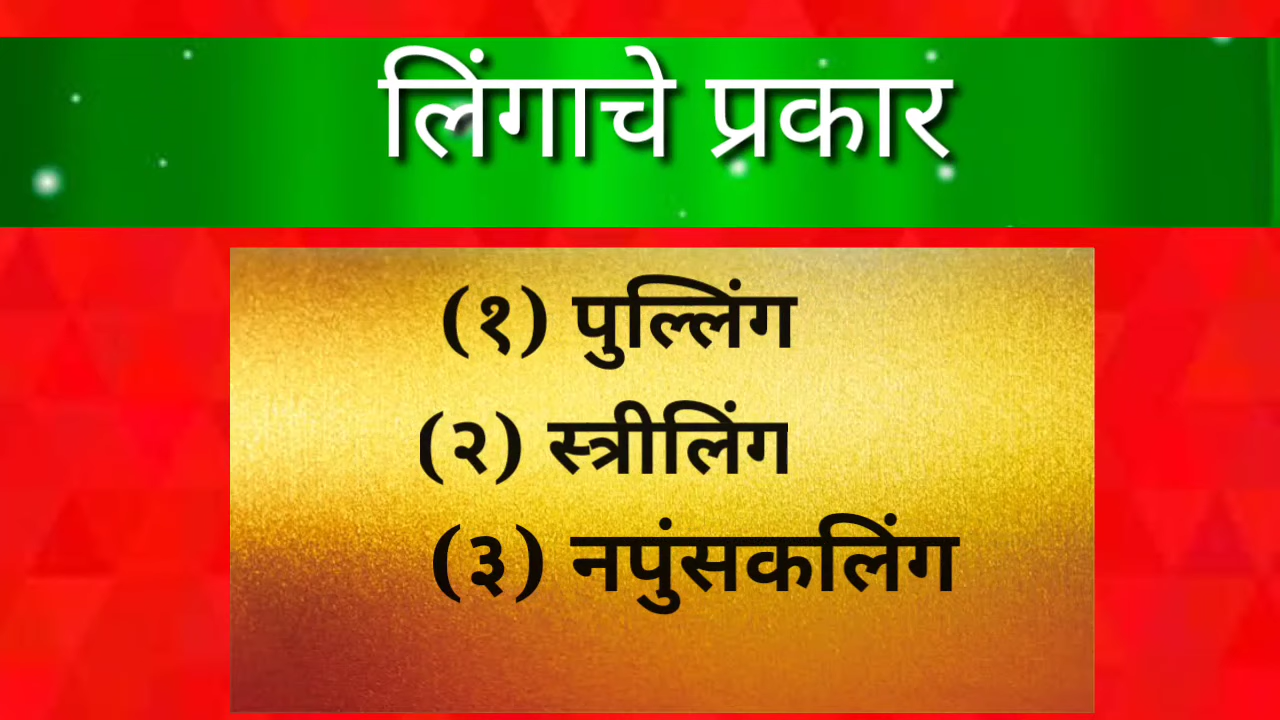 लिंगाचे प्रकार
(१) पुल्लिंग
(२) स्त्रीलिंग
(३) नपुंसकलिंग